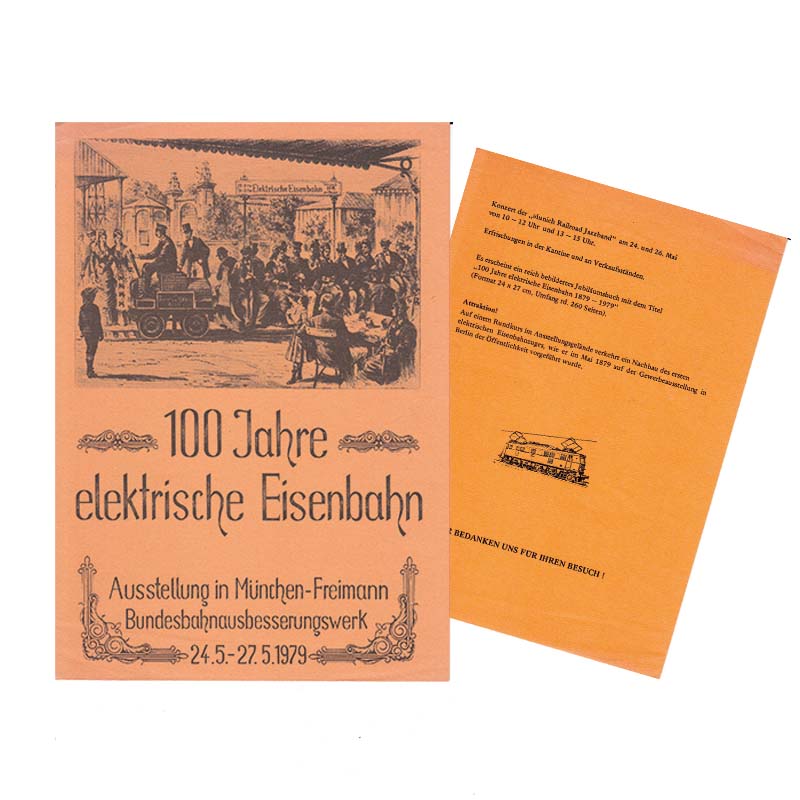 Elektrische Eisenbahn
100 Jahre
elektrische Eisenbahn
Ausstellung in München-Freimann
Bundesbahnausbesserungswerk
24.5.-27.5.1979
Konzert der „Munich Railroad Jazzband" am 24. und 26. Mai
von 10 – 12 Uhr und 13 – 15 Uhr.
Erfrischungen in der Kantine und an Verkaufsständen.
Es erscheint ein reich bebildertes Jubiläumsbuch mit dem Titel
„100 Jahre elektrische Eisenbahn 1879 – 1979"
(Format 24 x 27 cm, Umfang rd. 260 Seiten).
Attraktion!
Auf einem Rundkurs im Ausstellungsgelände verkehrt ein Nachbau des ersten
elektrischen Eisenbahnzuges, wie er im Mai 1879 auf der Gewerbeausstellung in
Berlin der Öffentlichkeit vorgeführt wurde.
R BEDANKEN UNS FÜR IHREN BESUCH !